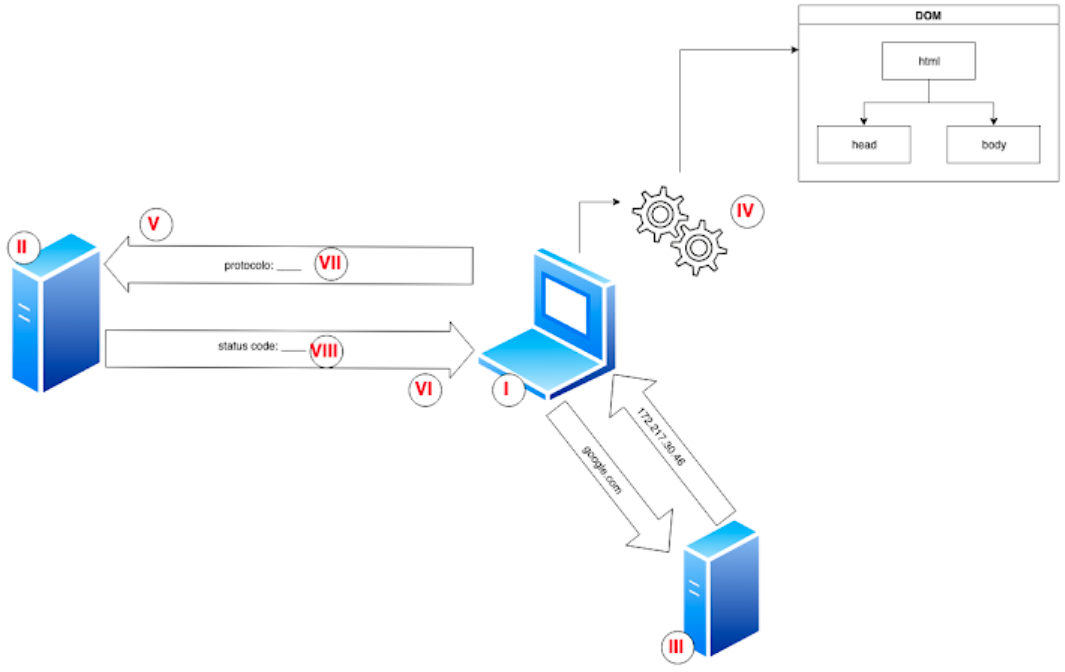 DOM
html
head
body
IV
II
V
protocolo: ____
VII
status code: ____
VIII
VI
I
172.217.30.46
google.com
III